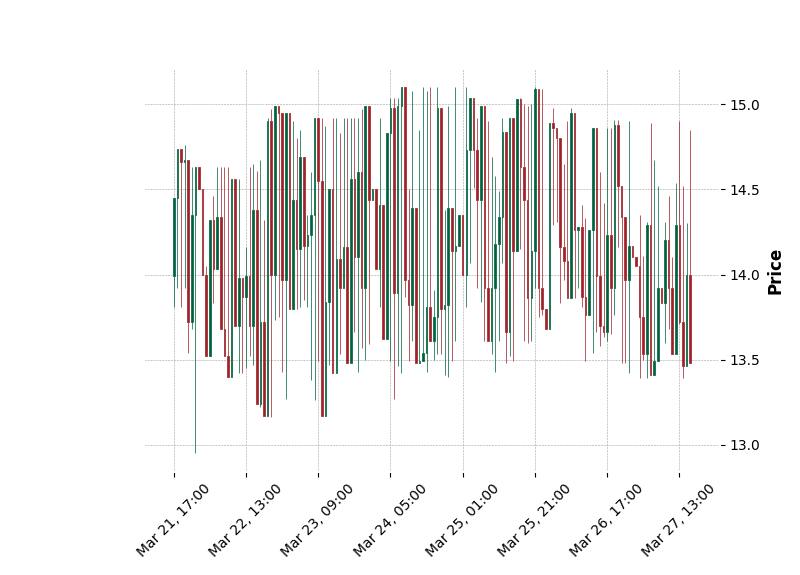 15.0
14.5
14.0
13.5
13.0
Price
Mar 21, 17:00
Mar 22, 13:00
Mar 23, 09:00
Mar 24, 05:00
Mar 25, 01:00
Mar 25, 21:00
Mar 26, 17:00
Mar 27, 13:00